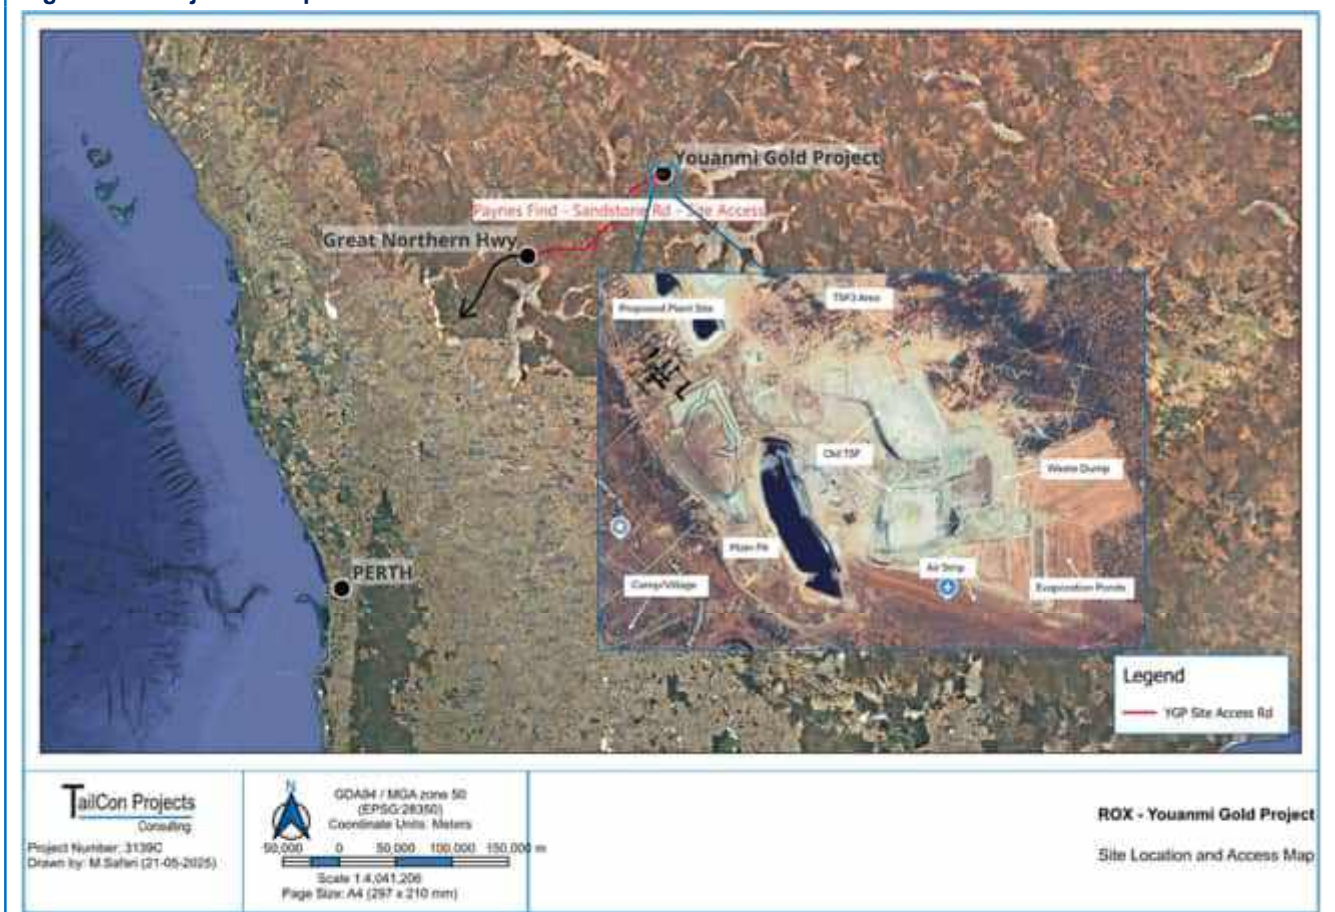 Youanmi Gold Project
Paynes Find - Sandstone Rd - Site Access
Great Northern Hwy
Proposed Plant Site
TSF3 Area
Old TSF
Waste Dump
Main Pit
Air Strip
Camp/Village
Evaporation Ponds
PERTH
Legend
YGP Site Access Rd
TailCon Projects
Consulting
Project Number: 3139C
Drawn by: M.Safari (21-05-2025)
N
GDA94 / MGA zone 50
(EPSG:28350)
Coordinate Units: Meters
50,000 0 50,000 100,000 150,000 m
Scale 1:4,041,206
Page Size: A4 (297 x 210 mm)
ROX - Youanmi Gold Project
Site Location and Access Map